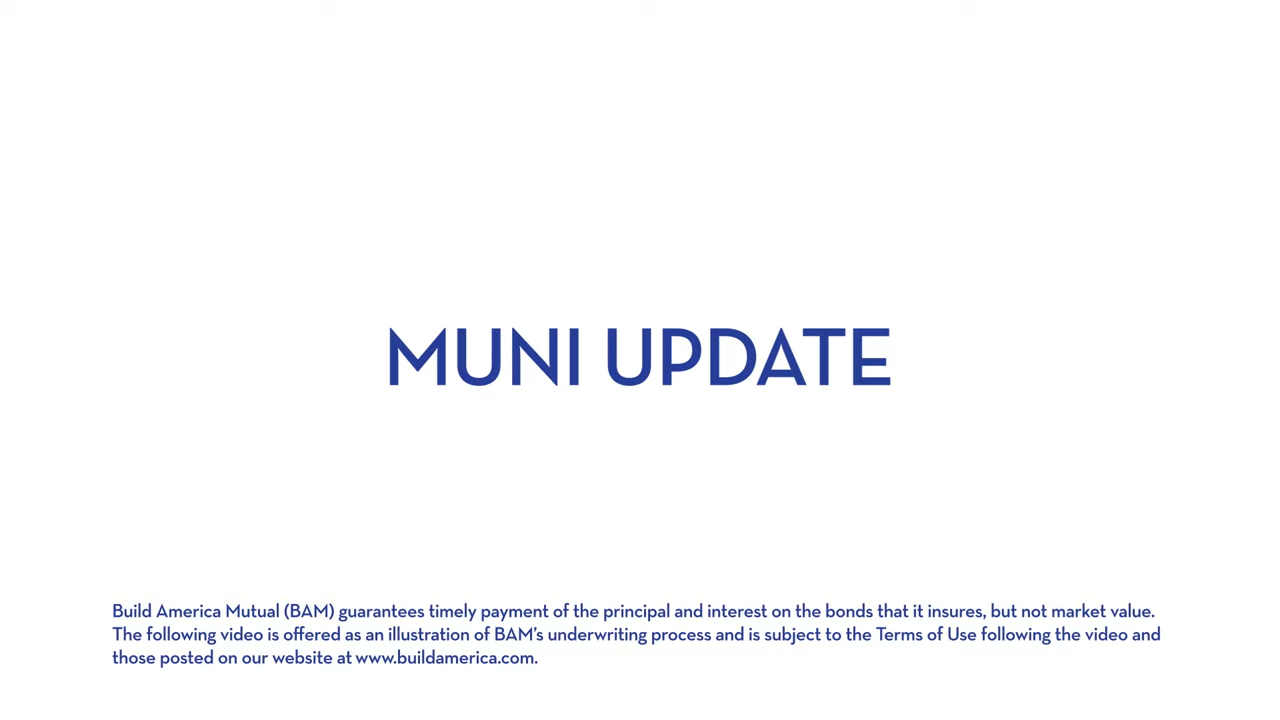 MUNI UPDATE
Build America Mutual (BAM) guarantees timely payment of the principal and interest on the bonds that it insures, but not market value.
The following video is offered as an illustration of BAM's underwriting process and is subject to the Terms of Use following the video and
those posted on our website at www.buildamerica.com.